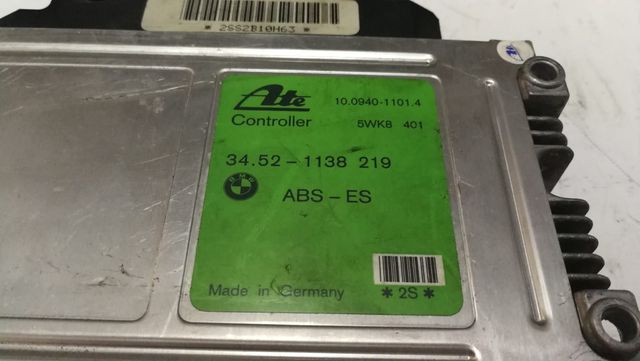 *2SS2B10H63*
Ate
10.0940-1101.4
Controller
5WK8 401
34.52-1138 219
BMW
ABS-ES
Made in Germany
*2S*